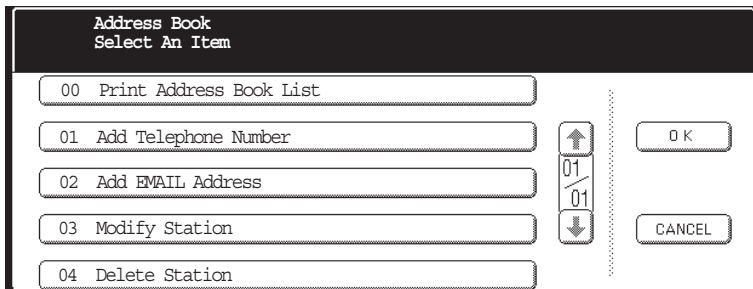 Address Book
Select An Item
00 Print Address Book List
01 Add Telephone Number
02 Add EMAIL Address
03 Modify Station
04 Delete Station
01/01
OK
CANCEL